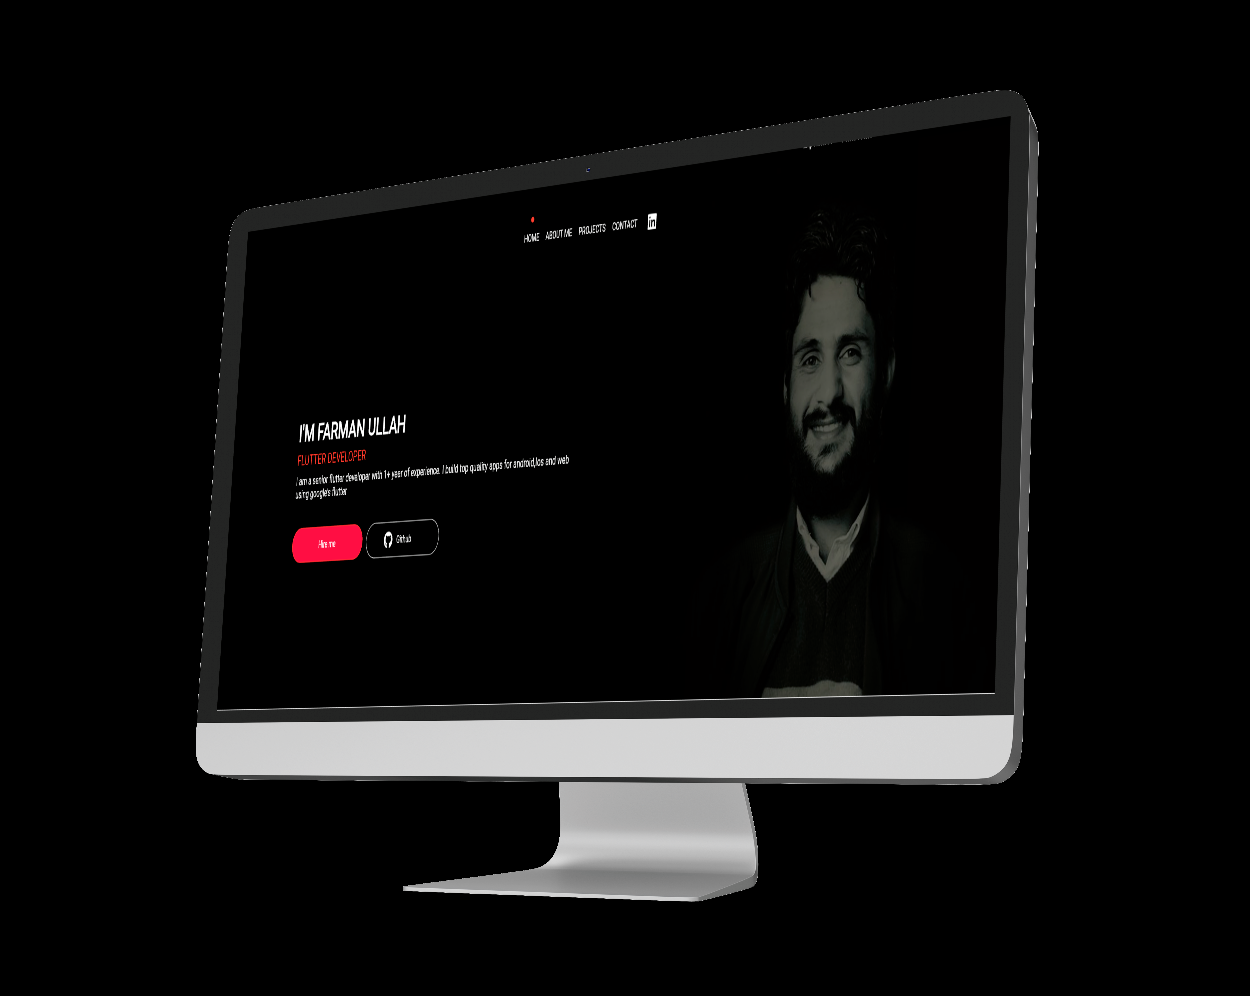 HOME ABOUT ME PROJECTS CONTACT in
I'M FARMAN ULLAH
FLUTTER DEVELOPER
I am a senior flutter developer with 1+ year of experience. I build top quality apps for android,ios and web
using google's flutter
Hire me Github